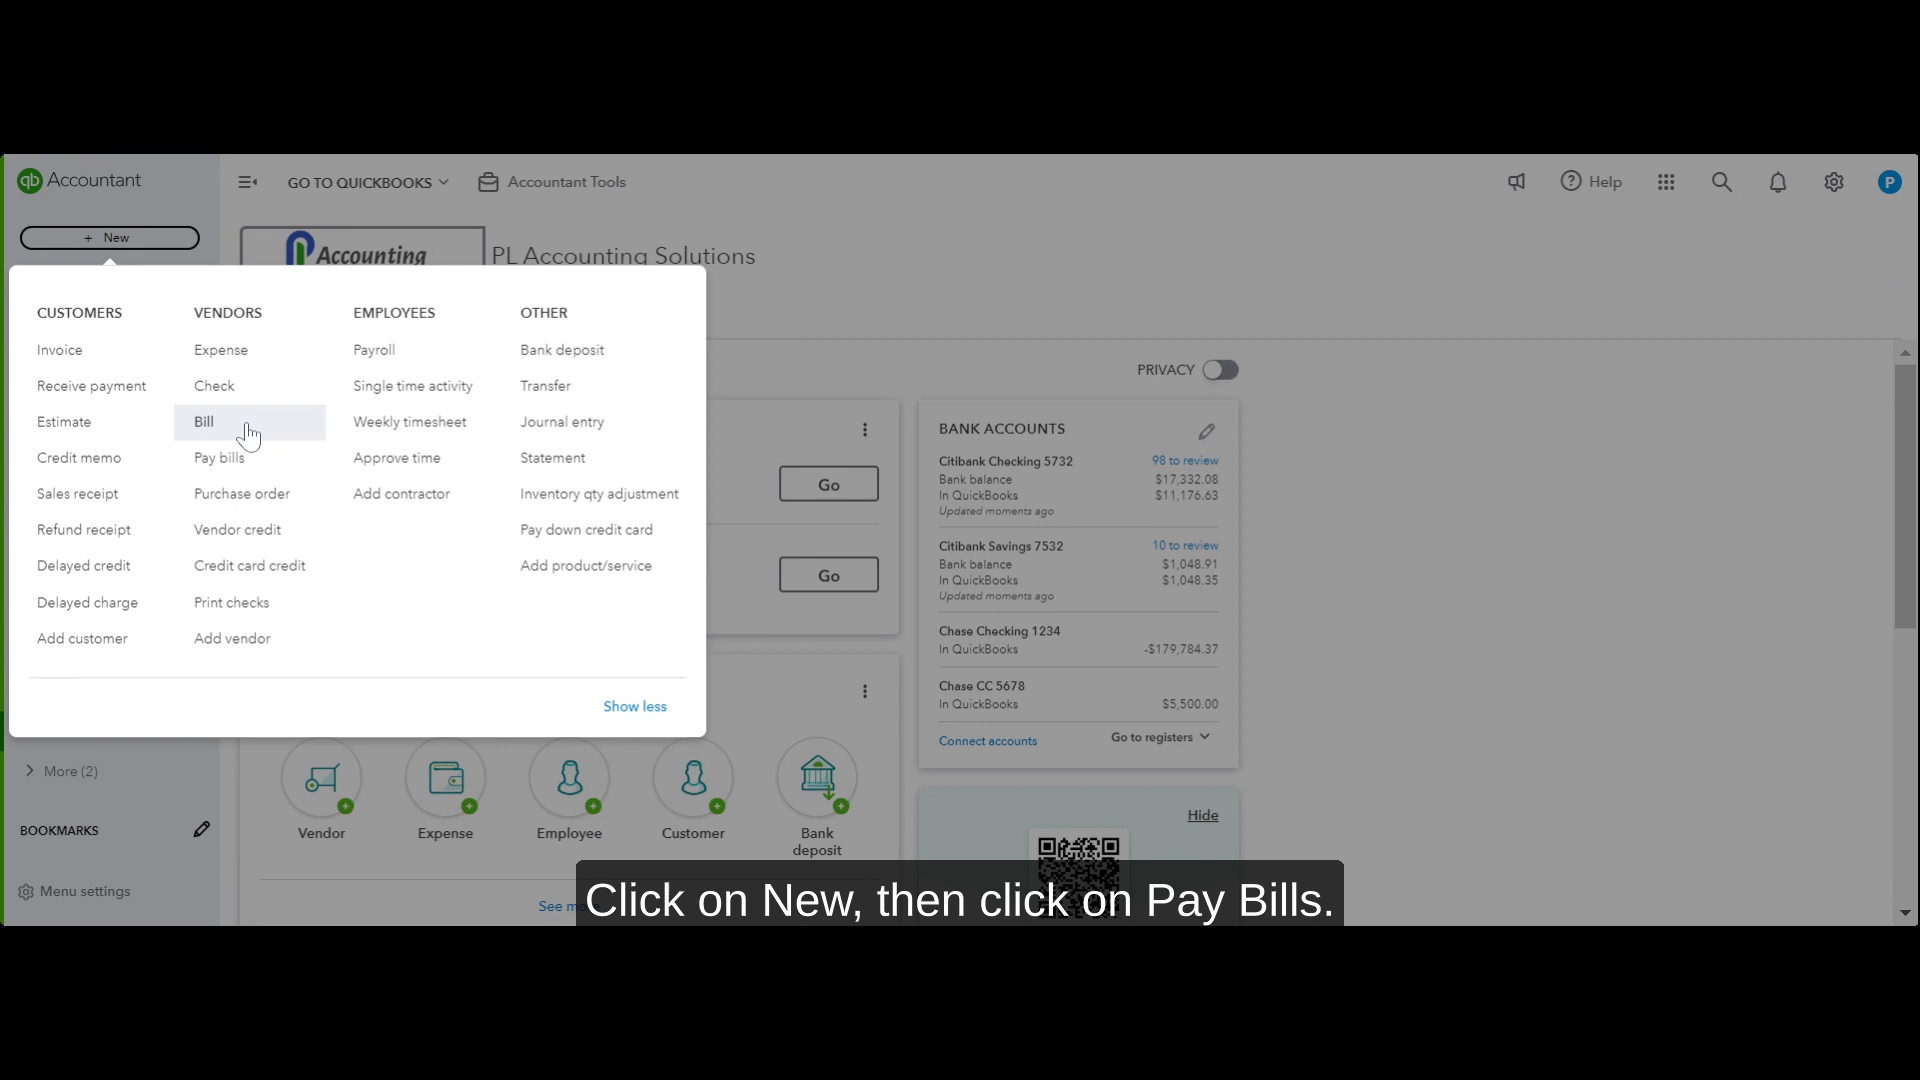 qb Accountant
GO TO QUICKBOOKS
Accountant Tools
Help
P
+ New
Accounting
PL Accounting Solutions
CUSTOMERS
Invoice
Receive payment
Estimate
Credit memo
Sales receipt
Refund receipt
Delayed credit
Delayed charge
Add customer
VENDORS
Expense
Check
Bill
Pay bills
Purchase order
Vendor credit
Credit card credit
Print checks
Add vendor
EMPLOYEES
Payroll
Single time activity
Weekly timesheet
Approve time
Add contractor
OTHER
Bank deposit
Transfer
Journal entry
Statement
Inventory qty adjustment
Pay down credit card
Add product/service
Show less
PRIVACY
Go
Go
BANK ACCOUNTS
Citibank Checking 5732 98 to review
Bank balance $17,332.08
In QuickBooks $11,176.63
Updated moments ago
Citibank Savings 7532 10 to review
Bank balance $1,048.91
In QuickBooks $1,048.35
Updated moments ago
Chase Checking 1234
In QuickBooks -$179,784.37
Chase CC 5678
In QuickBooks $5,500.00
Connect accounts Go to registers
More (2)
BOOKMARKS
Menu settings
Vendor
Expense
Employee
Customer
Bank
deposit
Hide
See
Click on New, then click on Pay Bills.